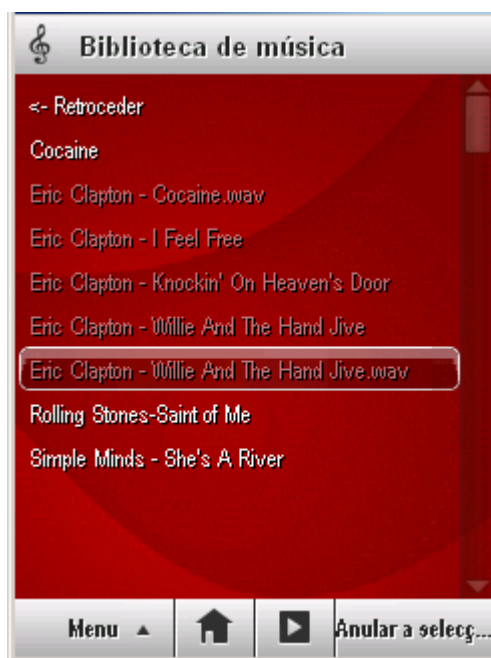 Biblioteca de música
<- Retroceder
Cocaine
Eric Clapton - Cocaine.wav
Eric Clapton - I Feel Free
Eric Clapton - Knockin' On Heaven's Door
Eric Clapton - Willie And The Hand Jive
Eric Clapton - Willie And The Hand Jive.wav
Rolling Stones-Saint of Me
Simple Minds - She's A River
Menu ▲ Anular a selecç...